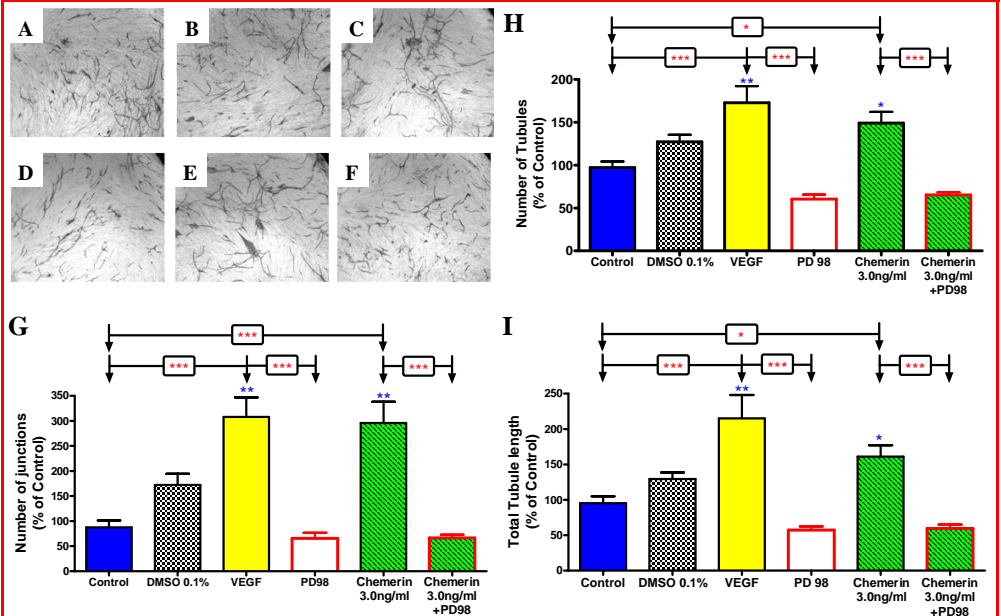 A
B
C
D
E
F
H
*
***
***
***
**
*
200
150
100
50
0
Number of Tubules
(% of Control)
Control
DMSO 0.1%
VEGF
PD 98
Chemerin
3.0ng/ml
Chemerin
3.0ng/ml
+PD98
G
***
***
***
***
**
**
350
300
250
200
150
100
50
0
Number of junctions
(% of Control)
Control
DMSO 0.1%
VEGF
PD98
Chemerin
3.0ng/ml
Chemerin
3.0ng/ml
+PD98
I
*
***
***
***
**
*
250
200
150
100
50
0
Total Tubule length
(% of Control)
Control
DMSO 0.1%
VEGF
PD 98
Chemerin
3.0ng/ml
Chemerin
3.0ng/ml
+PD98